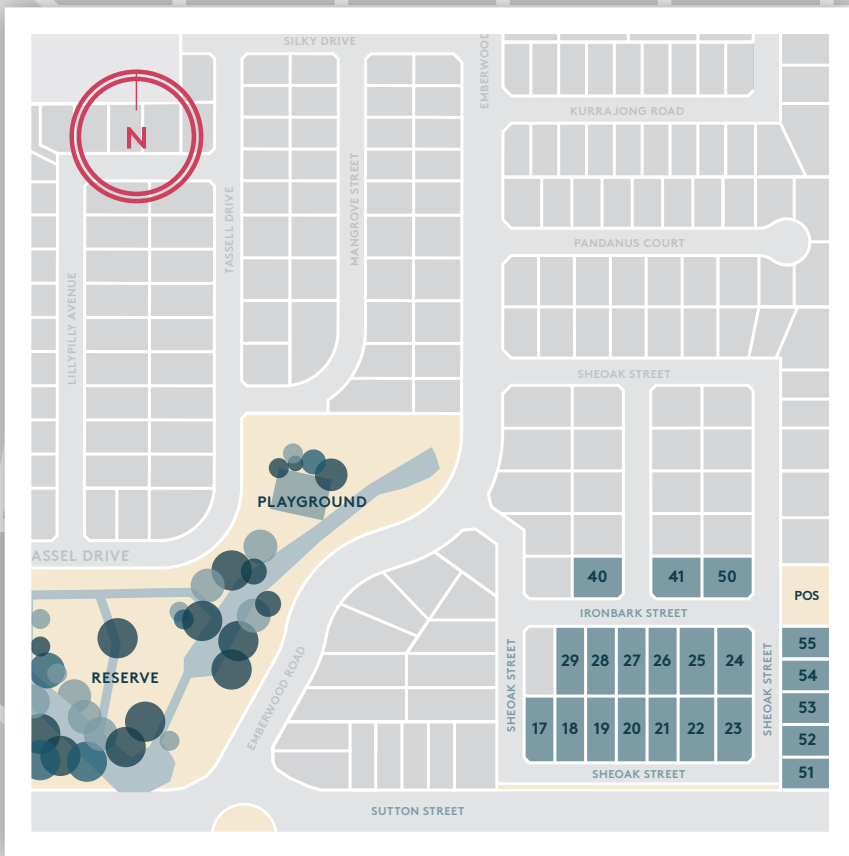 SILKY DRIVE
EMBERWOOD
KURRAJONG ROAD
N
MANGROVE STREET
TASSELL DRIVE
PANDANUS COURT
LILLYPILLY AVENUE
SHEOAK STREET
PLAYGROUND
ASSEL DRIVE
40
41
50
POS
IRONBARK STREET
55
29
28
27
26
25
24
54
RESERVE
SHEOAK STREET
SHEOAK STREET
EMBERWOOD ROAD
53
17
18
19
20
21
22
23
52
51
SHEOAK STREET
SUTTON STREET